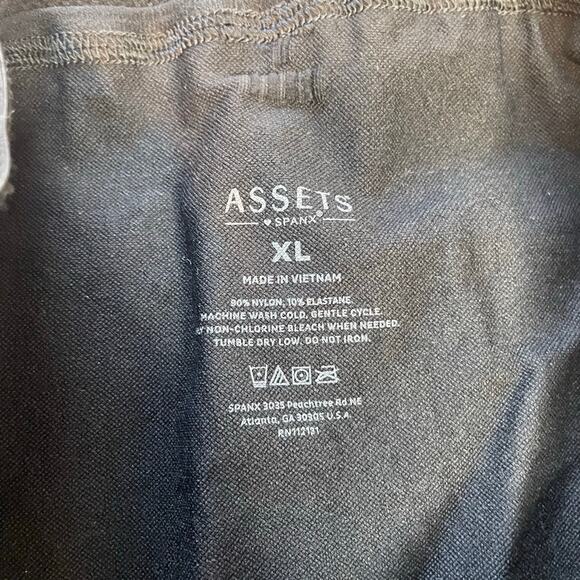 ASSETS
♥ SPANX®
XL
MADE IN VIETNAM
90% NYLON, 10% ELASTANE
MACHINE WASH COLD, GENTLE CYCLE.
NON-CHLORINE BLEACH WHEN NEEDED.
TUMBLE DRY LOW. DO NOT IRON.
SPANX 3035 Peachtree Rd NE
Atlanta, GA 30305 U.S.A.
RN112131